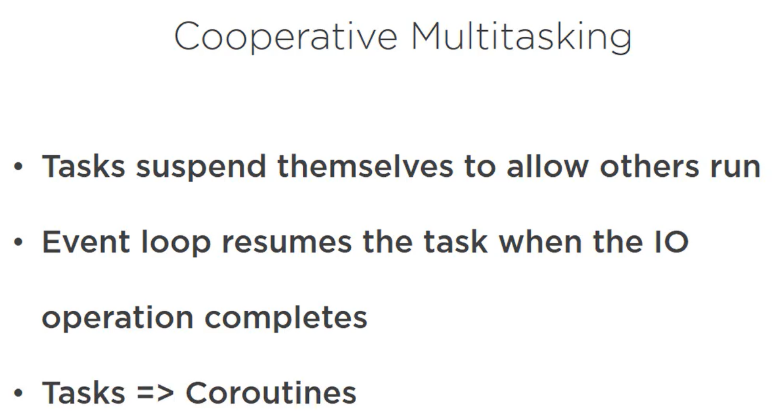 Cooperative Multitasking
• Tasks suspend themselves to allow others run
• Event loop resumes the task when the IO
operation completes
• Tasks => Coroutines